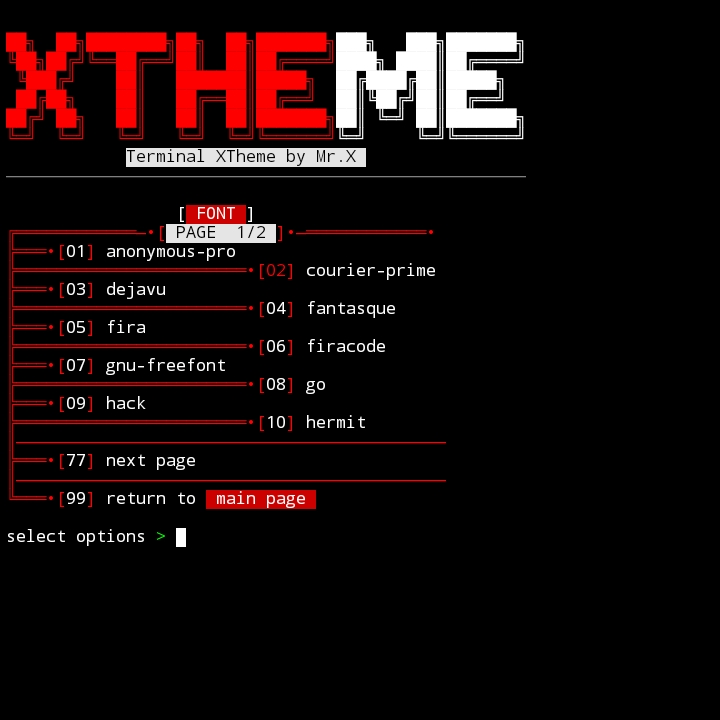 XTHEME
Terminal XTheme by Mr.X
[ FONT ]
[ PAGE 1/2 ]
[01] anonymous-pro
[02] courier-prime
[03] dejavu
[04] fantasque
[05] fira
[06] firacode
[07] gnu-freefont
[08] go
[09] hack
[10] hermit
[77] next page
[99] return to main page
select options >